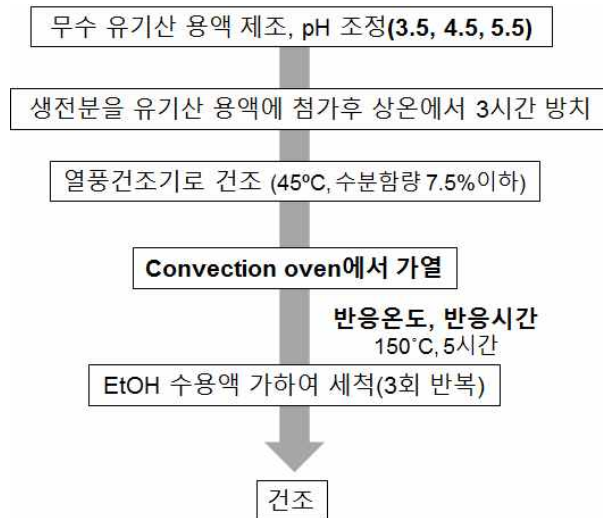 무수 유기산 용액 제조, pH 조정(3.5, 4.5, 5.5)
생전분을 유기산 용액에 첨가후 상온에서 3시간 방치
열풍건조기로 건조 (45ºC, 수분함량 7.5%이하)
Convection oven에서 가열
반응온도, 반응시간
150˚C, 5시간
EtOH 수용액 가하여 세척(3회 반복)
건조